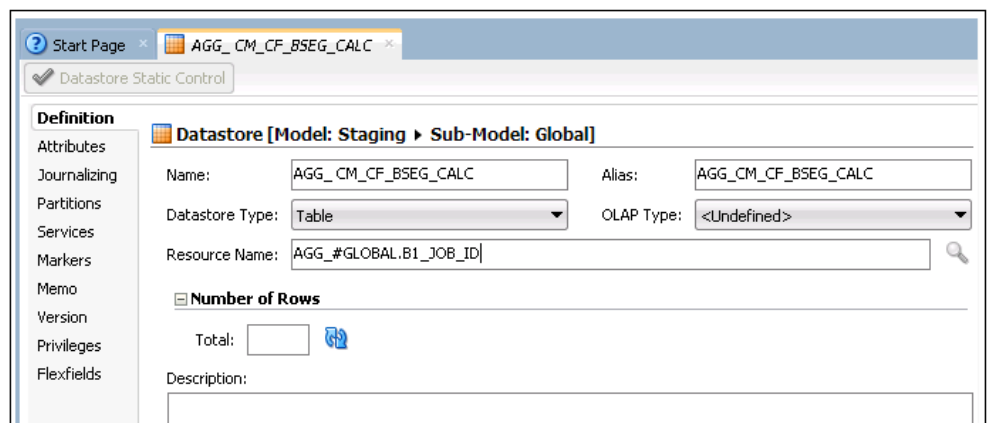 Start Page AGG_ CM_CF_BSEG_CALC
Datastore Static Control
Definition
Attributes
Journalizing
Partitions
Services
Markers
Memo
Version
Privileges
Flexfields
Datastore [Model: Staging ▸ Sub-Model: Global]
Name: AGG_ CM_CF_BSEG_CALC Alias: AGG_CM_CF_BSEG_CALC
Datastore Type: Table OLAP Type: <Undefined>
Resource Name: AGG_#GLOBAL.B1_JOB_ID
Number of Rows
Total:
Description: